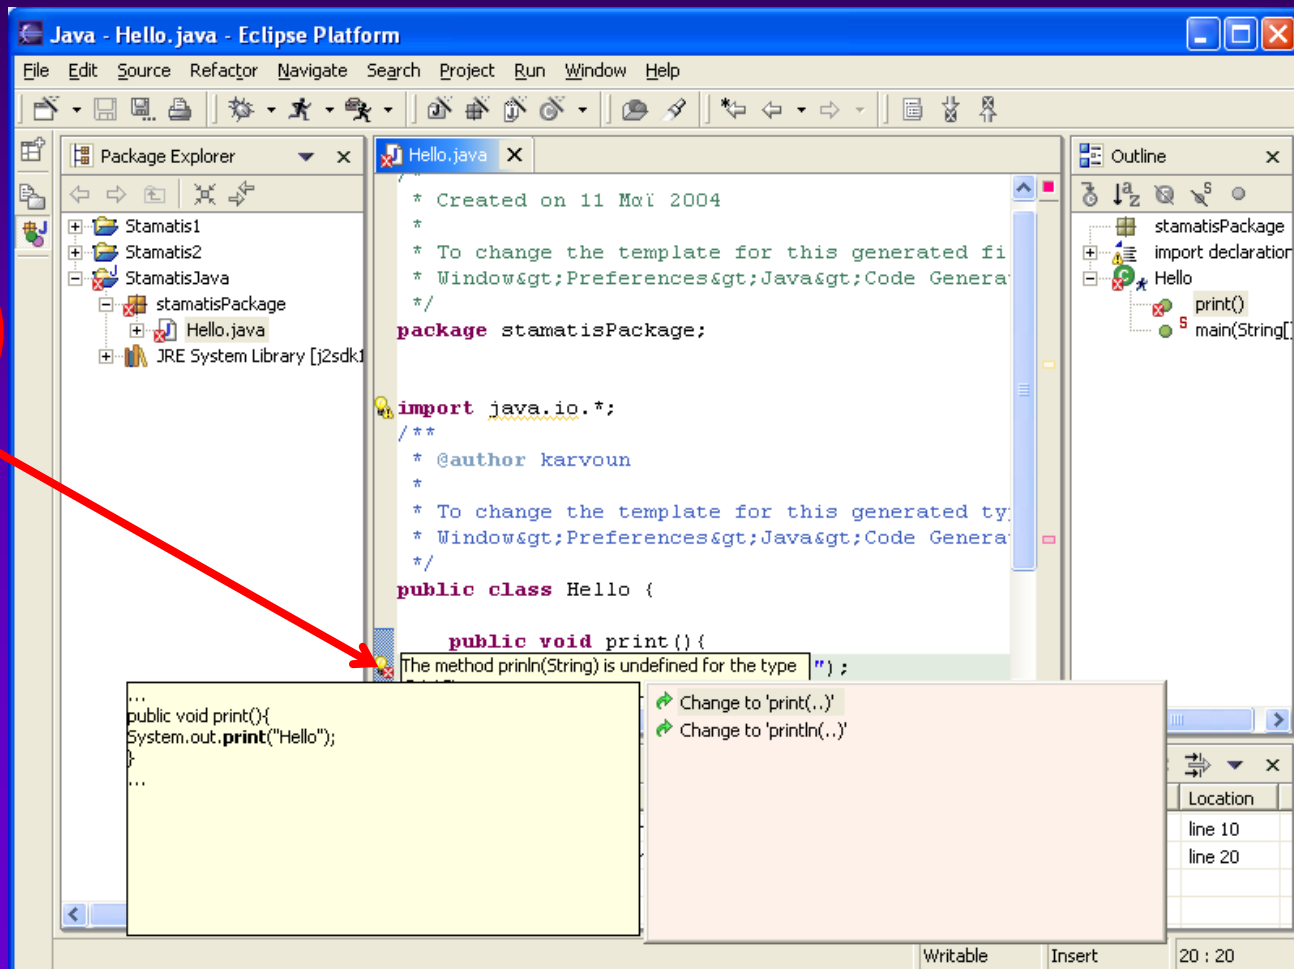 Java - Hello.java - Eclipse Platform
File Edit Source Refactor Navigate Search Project Run Window Help
Package Explorer
Hello.java
Outline
Stamatis1
Stamatis2
StamatisJava
stamatisPackage
Hello.java
JRE System Library [j2sdk1
/*
* Created on 11 Μαϊ 2004
*
* To change the template for this generated fi
* Window&gt;Preferences&gt;Java&gt;Code Genera
*/
package stamatisPackage;
import java.io.*;
/**
* @author karvoun
*
* To change the template for this generated ty
* Window&gt;Preferences&gt;Java&gt;Code Genera
*/
public class Hello {
public void print(){
The method prinln(String) is undefined for the type
");
stamatisPackage
import declaration
Hello
print()
main(String[]
...
public void print(){
System.out.print("Hello");
}
...
Change to 'print(..)'
Change to 'println(..)'
Location
line 10
line 20
Writable Insert 20 : 20